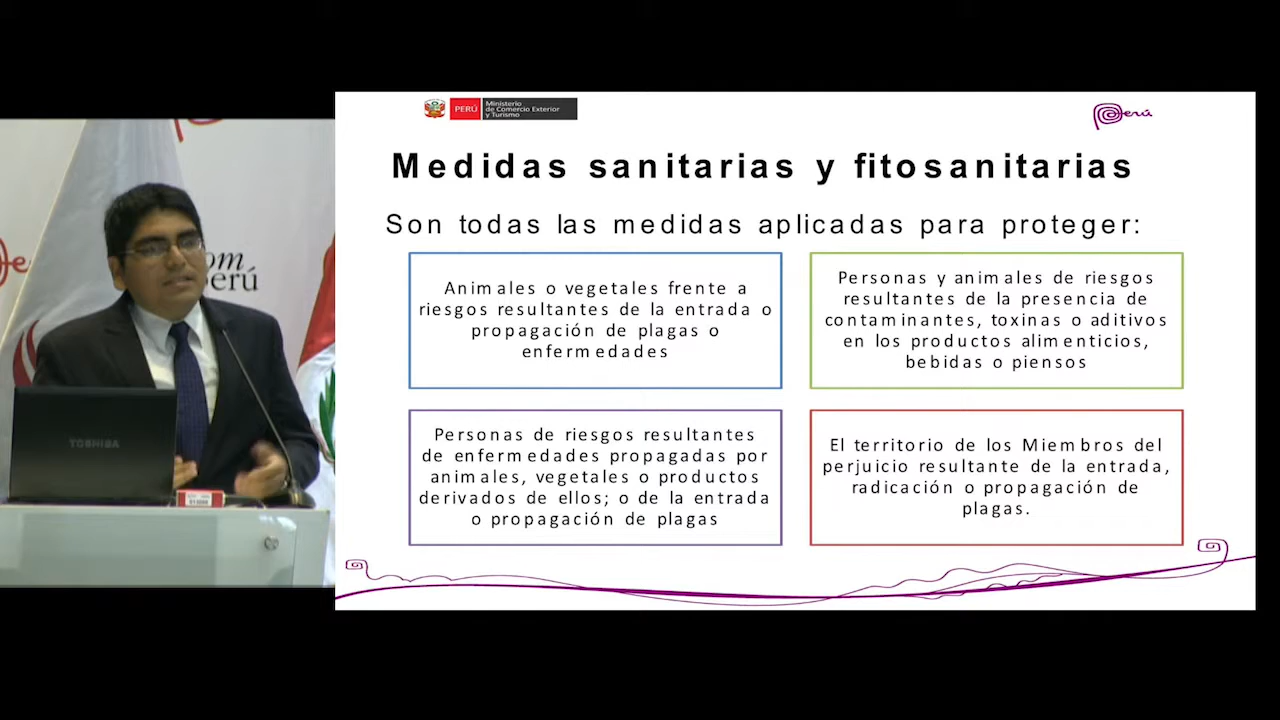 PERÚ
Ministerio
de Comercio Exterior
y Turismo
Perú
Medidas sanitarias y fitosanitarias
Son todas las medidas aplicadas para proteger:
Animales o vegetales frente a
riesgos resultantes de la entrada o
propagación de plagas o
enfermedades
Personas y animales de riesgos
resultantes de la presencia de
contaminantes, toxinas o aditivos
en los productos alimenticios,
bebidas o piensos
Personas de riesgos resultantes
de enfermedades propagadas por
animales, vegetales o productos
derivados de ellos; o de la entrada
o propagación de plagas
El territorio de los Miembros del
perjuicio resultante de la entrada,
radicación o propagación de
plagas.
om
Perú
TOSHIBA